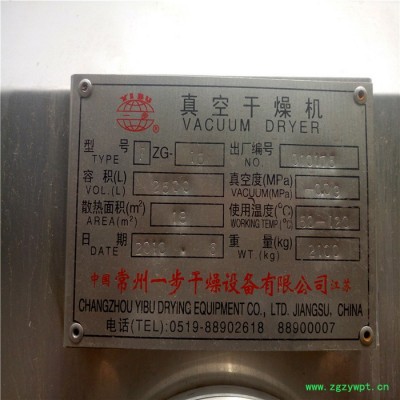 YIBU
一步
真空干燥机
VACUUM DRYER
型号 TYPE ZG- 出厂编号 NO.
容积(L) VOL.(L) 真空度(MPa) VACUUM(MPa)
散热面积(m²) AREA(m²) 使用温度(℃) WORKING TEMP.(℃)
日期 DATE 重量(kg) WT.(kg)
中国 常州一步干燥设备有限公司 江苏
CHANGZHOU YIBU DRYING EQUIPMENT CO., LTD. JIANGSU, CHINA
电话(TEL):0519-88902618 88900007
www.zgzywpt.com